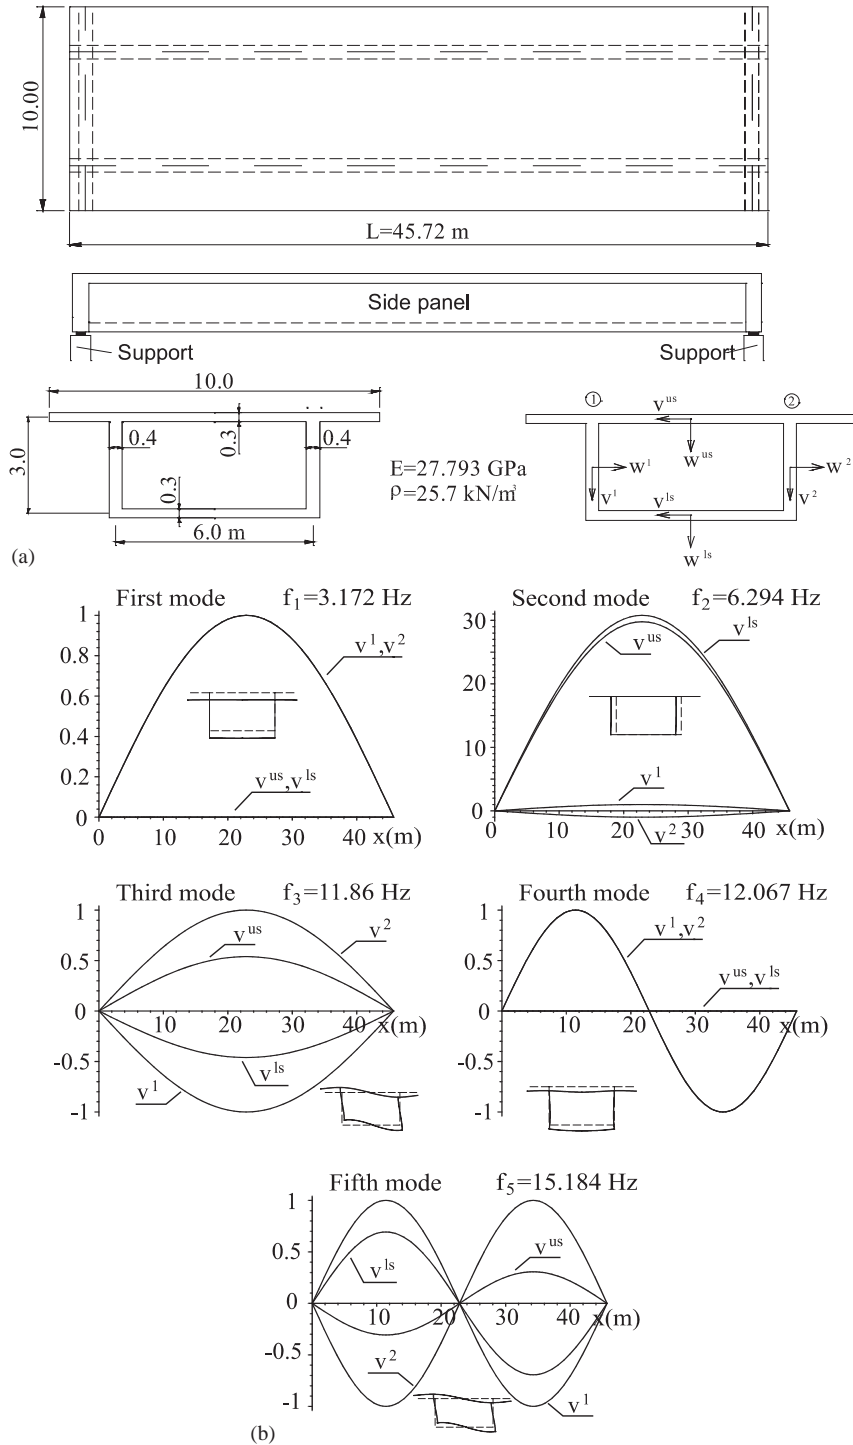 10.00
L=45.72 m
Side panel
Support
Support
10.0
3.0
0.4
0.3
0.4
0.3
6.0 m
E=27.793 GPa
ρ=25.7 kN/m³
1
2
v^us
w^us
w^1
v^1
w^2
v^2
v^ls
w^ls
(a)
First mode f₁=3.172 Hz
1
0.8
0.6
0.4
0.2
0
v^1,v^2
v^us,v^ls
0 10 20 30 40 x(m)
Second mode f₂=6.294 Hz
30
20
10
0
v^ls
v^us
v^1
v^2
0 10 20 30 40 x(m)
Third mode f₃=11.86 Hz
1
0.5
0
-0.5
-1
v^us
v^2
10 20 30 40 x(m)
v^ls
v^1
Fourth mode f₄=12.067 Hz
1
0.5
0
-0.5
-1
v^1,v^2
v^us,v^ls
10 20 30 40 x(m)
Fifth mode f₅=15.184 Hz
1
0.5
0
-0.5
-1
v^ls
v^us
10 20 30 40 x(m)
v^2
v^1
(b)